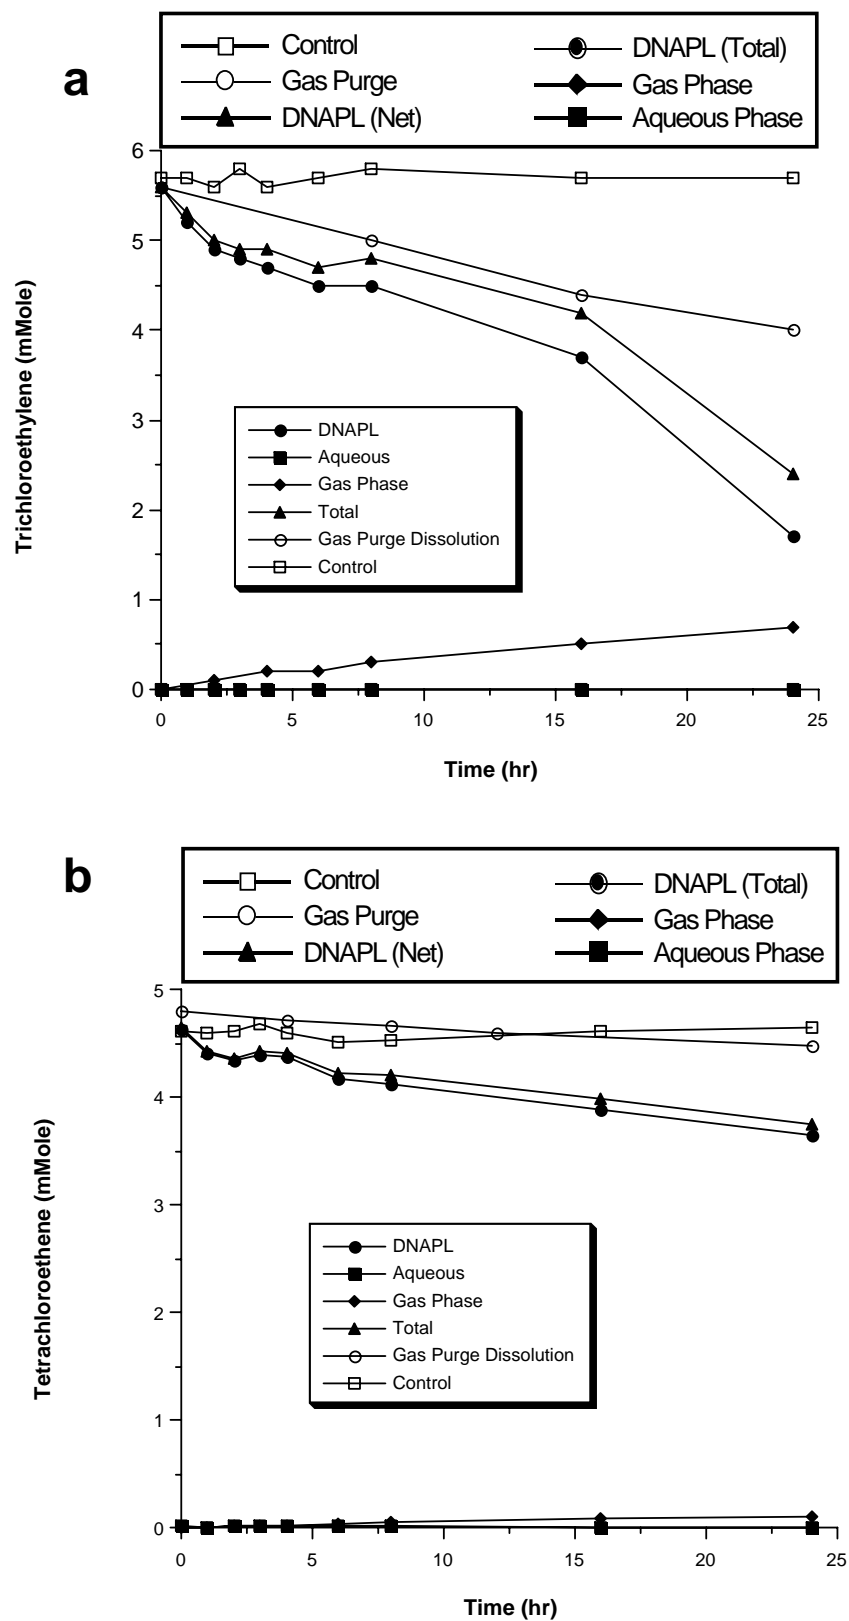 a
Control
DNAPL (Total)
Gas Purge
Gas Phase
DNAPL (Net)
Aqueous Phase
6
5
4
3
2
1
0
Trichloroethylene (mMole)
DNAPL
Aqueous
Gas Phase
Total
Gas Purge Dissolution
Control
0 5 10 15 20 25
Time (hr)
b
Control
DNAPL (Total)
Gas Purge
Gas Phase
DNAPL (Net)
Aqueous Phase
5
4
3
2
1
0
Tetrachloroethene (mMole)
DNAPL
Aqueous
Gas Phase
Total
Gas Purge Dissolution
Control
0 5 10 15 20 25
Time (hr)